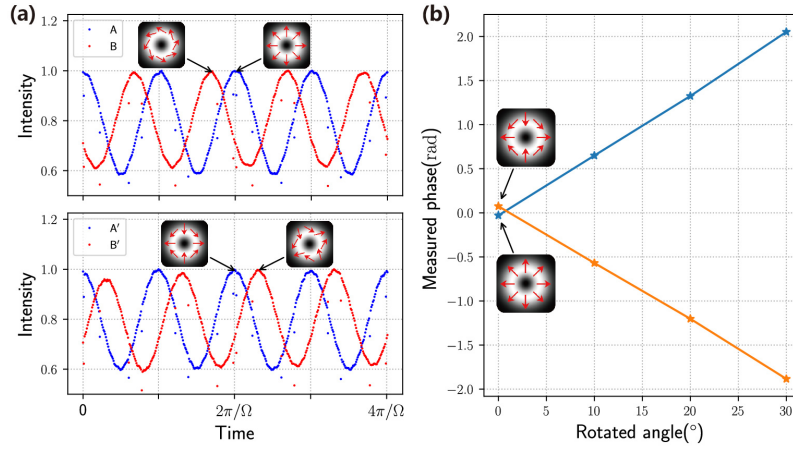 (a)
A
B
1.2
1.0
0.8
0.6
Intensity
A′
B′
1.2
1.0
0.8
0.6
Intensity
0
2π/Ω
4π/Ω
Time
(b)
2.0
1.5
1.0
0.5
0.0
−0.5
−1.0
−1.5
−2.0
Measured phase(rad)
0
5
10
15
20
25
30
Rotated angle(°)